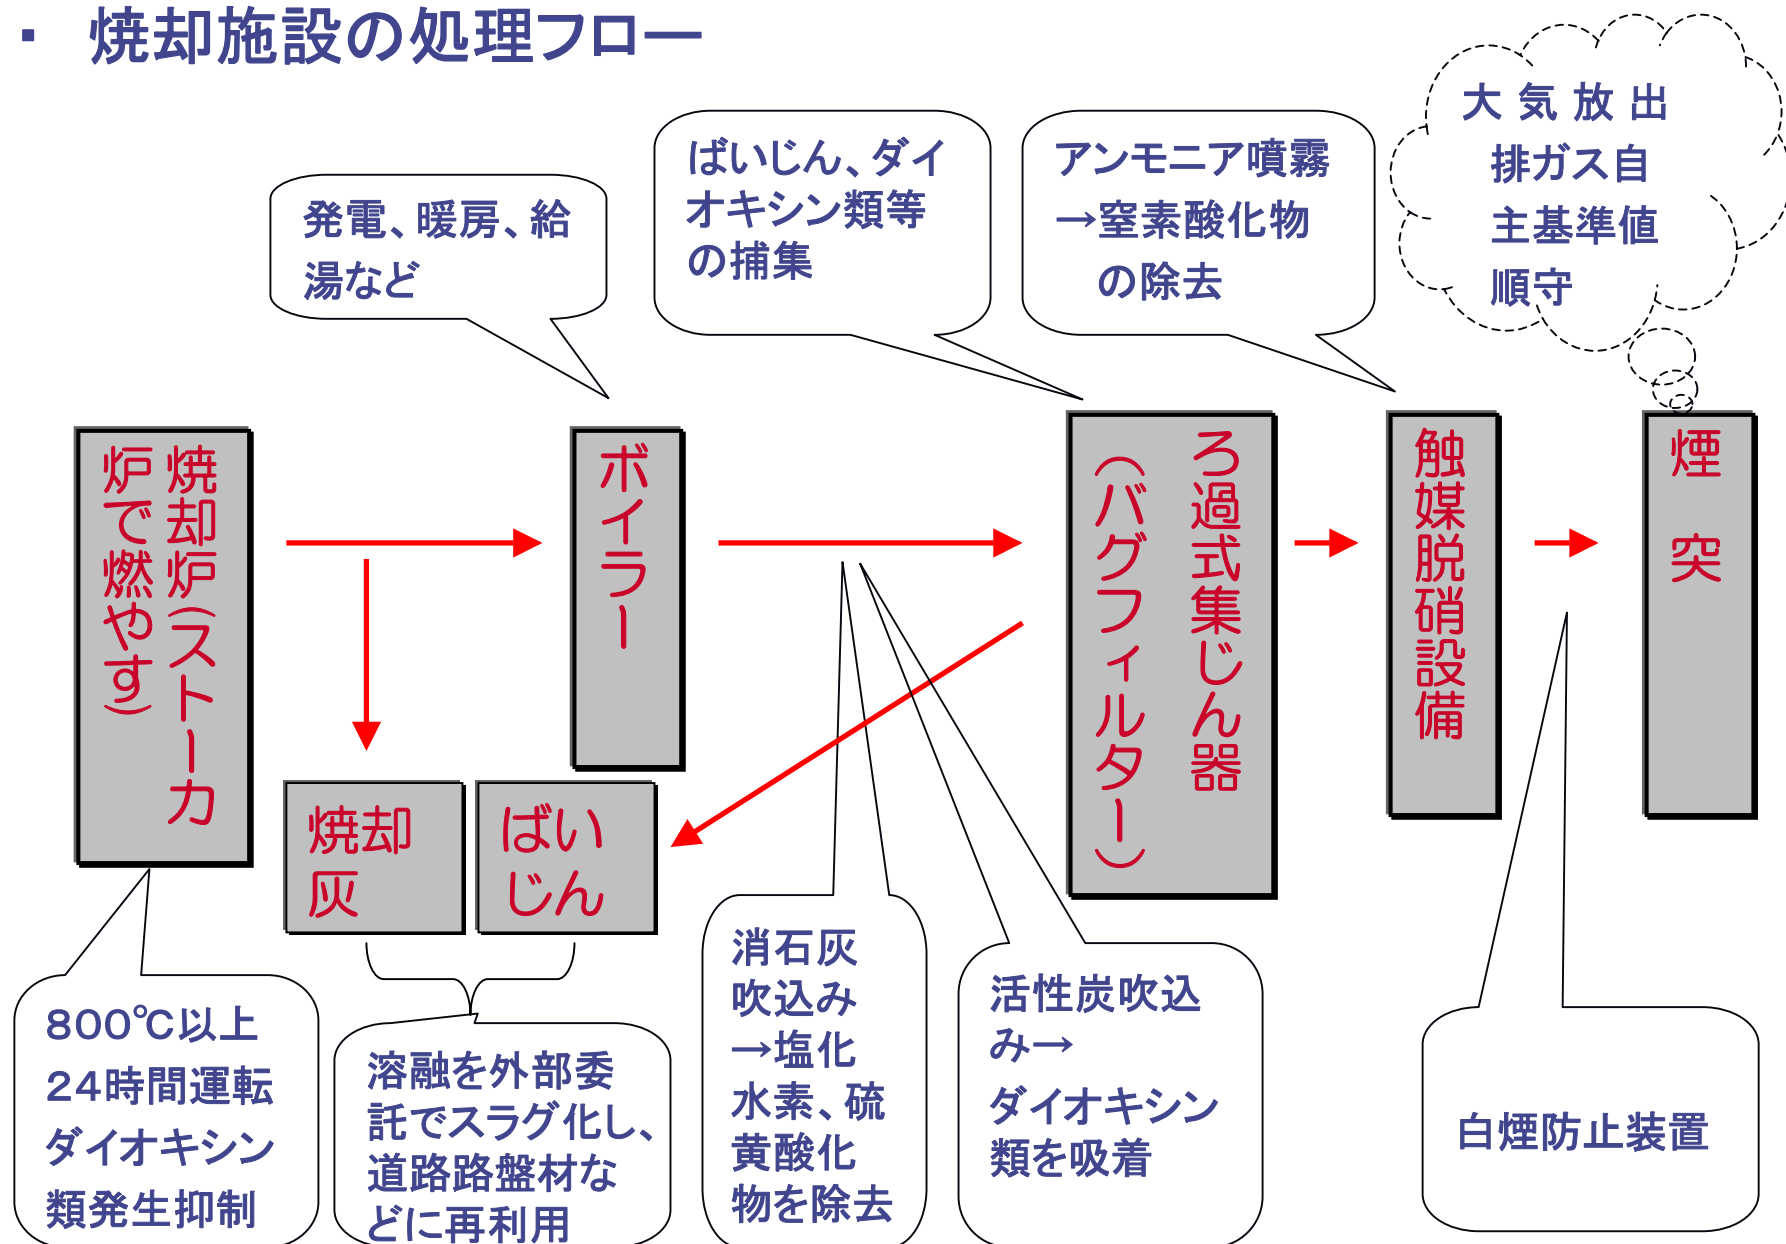 ▪ 焼却施設の処理フロー
大 気 放 出
排ガス自
主基準値
順守
ばいじん、ダイ
オキシン類等
の捕集
アンモニア噴霧
→窒素酸化物
の除去
発電、暖房、給
湯など
焼却炉(ストーカ
炉で燃やす)
ボイラー
ろ過式集じん器
(バグフィルター)
触媒脱硝設備
煙 突
焼却
灰
ばい
じん
800℃以上
24時間運転
ダイオキシン
類発生抑制
溶融を外部委
託でスラグ化し、
道路路盤材な
どに再利用
消石灰
吹込み
→塩化
水素、硫
黄酸化
物を除去
活性炭吹込
み→
ダイオキシン
類を吸着
白煙防止装置